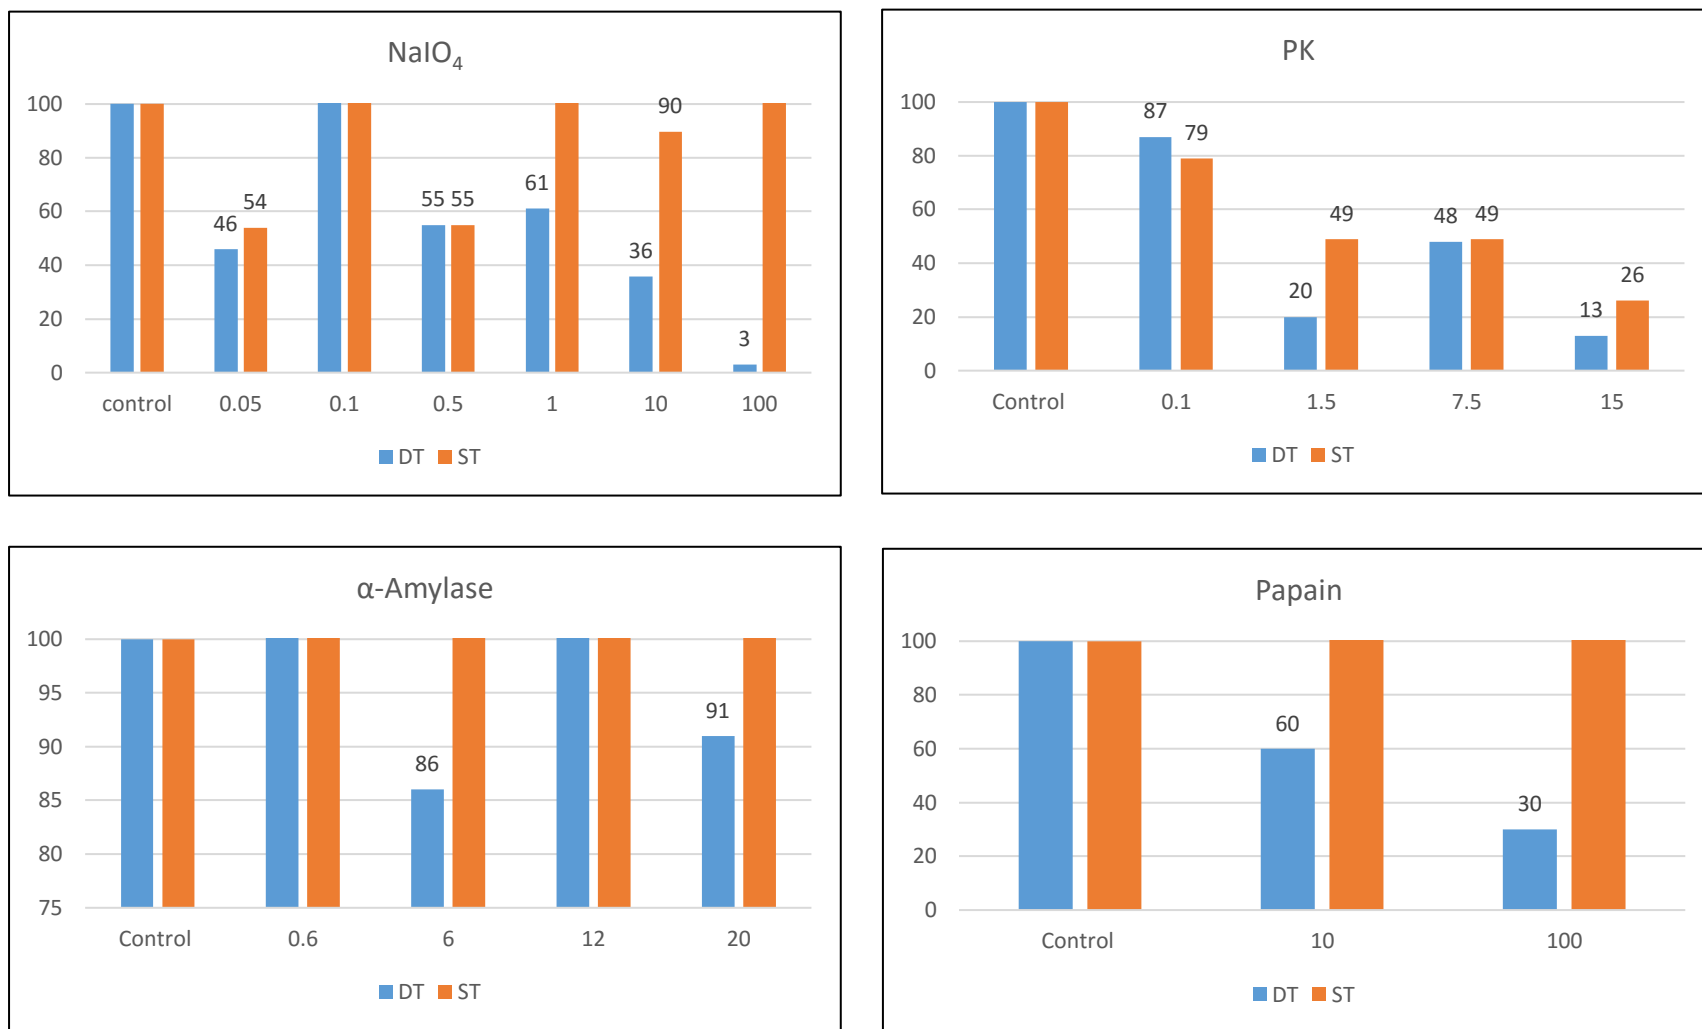 NaIO₄
100
80
60
40
20
0
46 54 55 55 61 36 90 3
control 0.05 0.1 0.5 1 10 100
DT ST
PK
100
80
60
40
20
0
87 79 20 49 48 49 13 26
Control 0.1 1.5 7.5 15
DT ST
α-Amylase
100
95
90
85
80
75
86 91
Control 0.6 6 12 20
DT ST
Papain
100
80
60
40
20
0
60 30
Control 10 100
DT ST